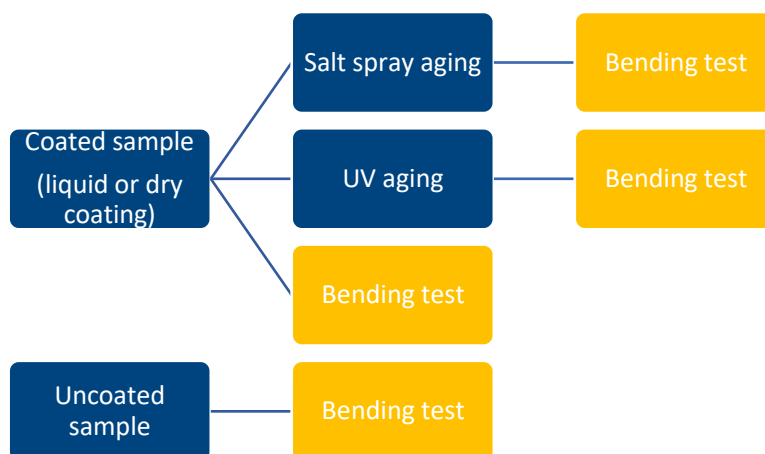 Salt spray aging
Bending test
Coated sample
(liquid or dry
coating)
UV aging
Bending test
Bending test
Uncoated
sample
Bending test